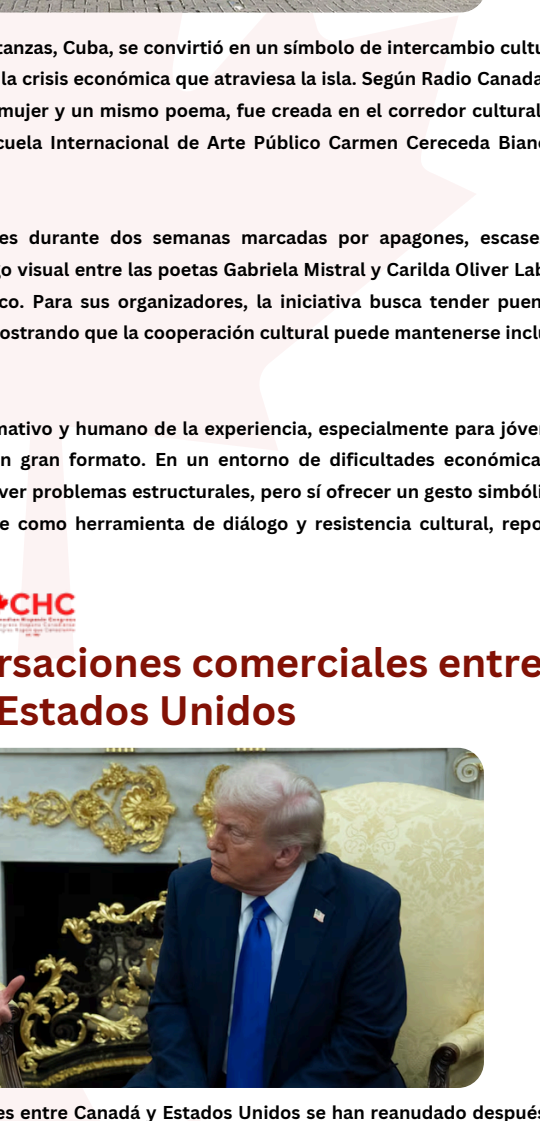 tanzas, Cuba, se convirtió en un símbolo de intercambio cultu
la crisis económica que atraviesa la isla. Según Radio Canada
mujer y un mismo poema, fue creada en el corredor cultural
cuela Internacional de Arte Público Carmen Cereceda Bian
es durante dos semanas marcadas por apagones, escase
go visual entre las poetas Gabriela Mistral y Carilda Oliver Lab
co. Para sus organizadores, la iniciativa busca tender puen
ostrando que la cooperación cultural puede mantenerse inclu
mativo y humano de la experiencia, especialmente para jóve
n gran formato. En un entorno de dificultades económica
ver problemas estructurales, pero sí ofrecer un gesto simbóli
e como herramienta de diálogo y resistencia cultural, repo
CHC
rsaciones comerciales entre
Estados Unidos
es entre Canadá y Estados Unidos se han reanudado después